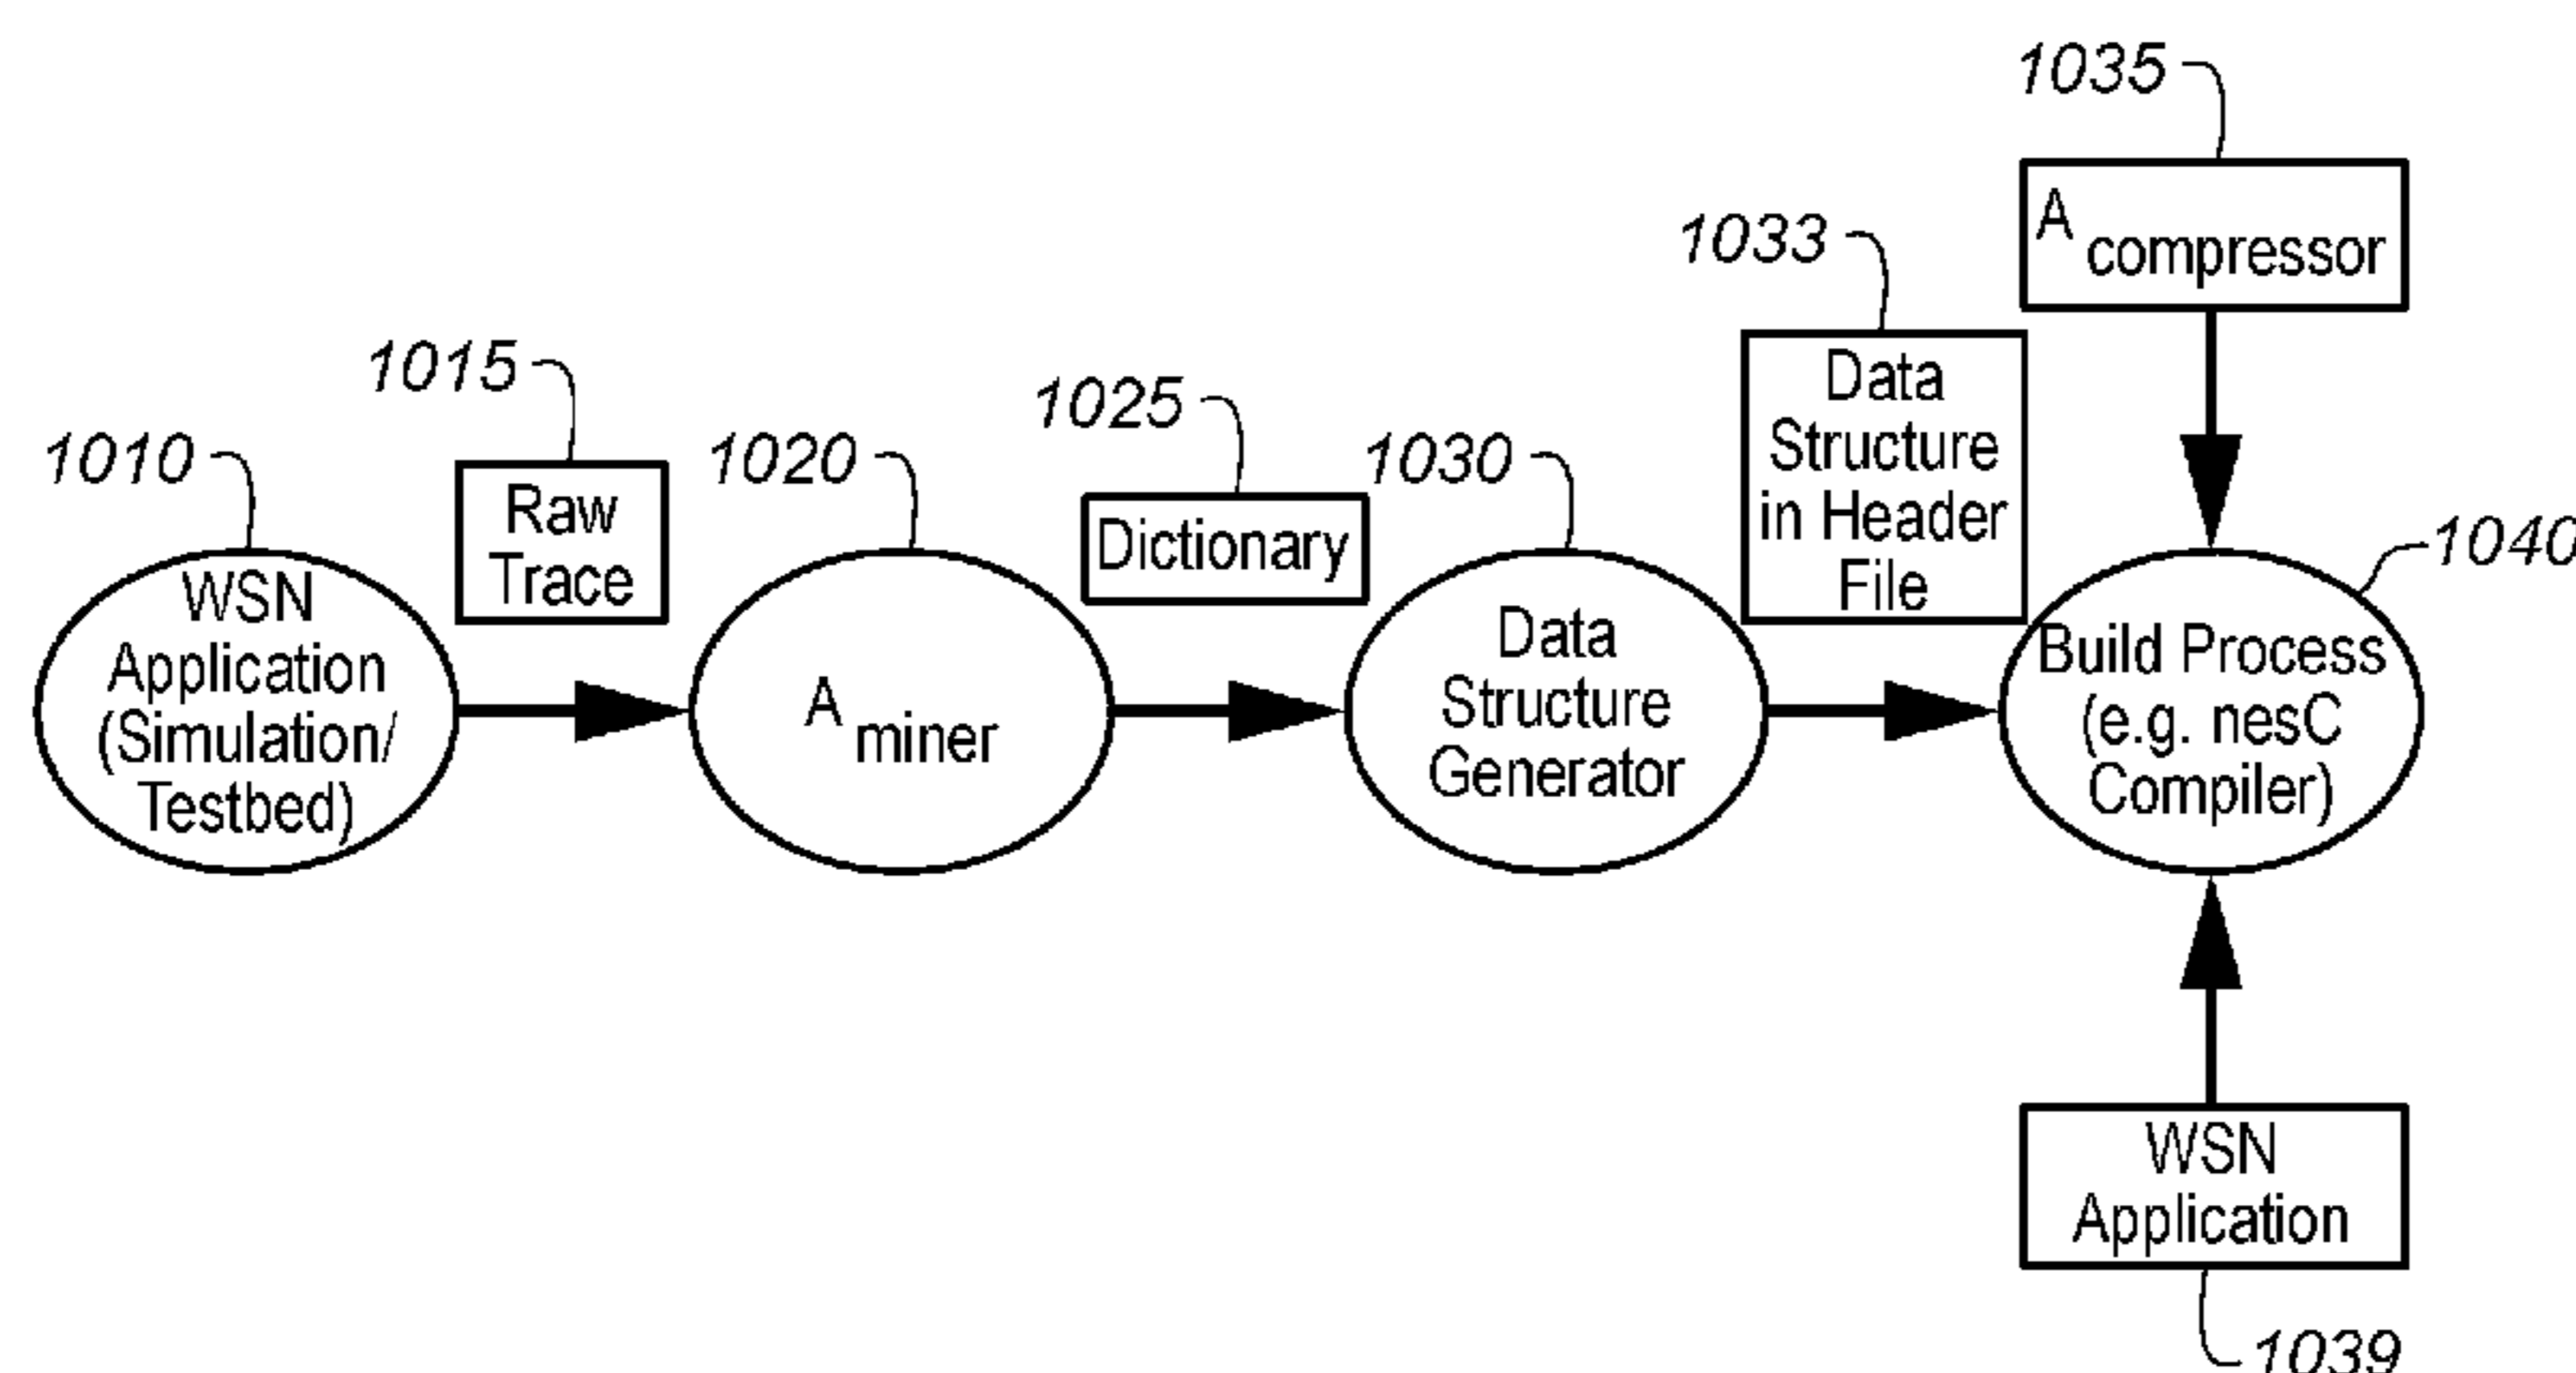 1035
A compressor
1033
Data
Structure
in Header
File
1015
Raw
Trace
1025
Dictionary
1010
WSN
Application
(Simulation/
Testbed)
1020
A miner
1030
Data
Structure
Generator
1040
Build Process
(e.g. nesC
Compiler)
WSN
Application
1039